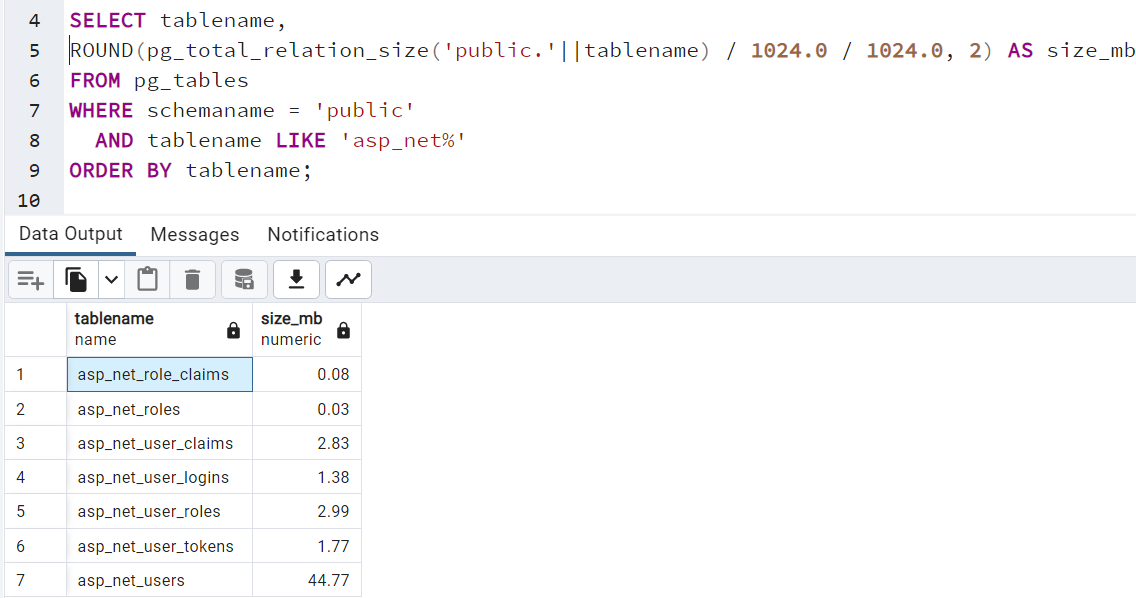 4 SELECT tablename,
5 ROUND(pg_total_relation_size('public.'||tablename) / 1024.0 / 1024.0, 2) AS size_mb
6 FROM pg_tables
7 WHERE schemaname = 'public'
8 AND tablename LIKE 'asp_net%'
9 ORDER BY tablename;
10
Data Output Messages Notifications
tablename size_mb
name numeric
1 asp_net_role_claims 0.08
2 asp_net_roles 0.03
3 asp_net_user_claims 2.83
4 asp_net_user_logins 1.38
5 asp_net_user_roles 2.99
6 asp_net_user_tokens 1.77
7 asp_net_users 44.77